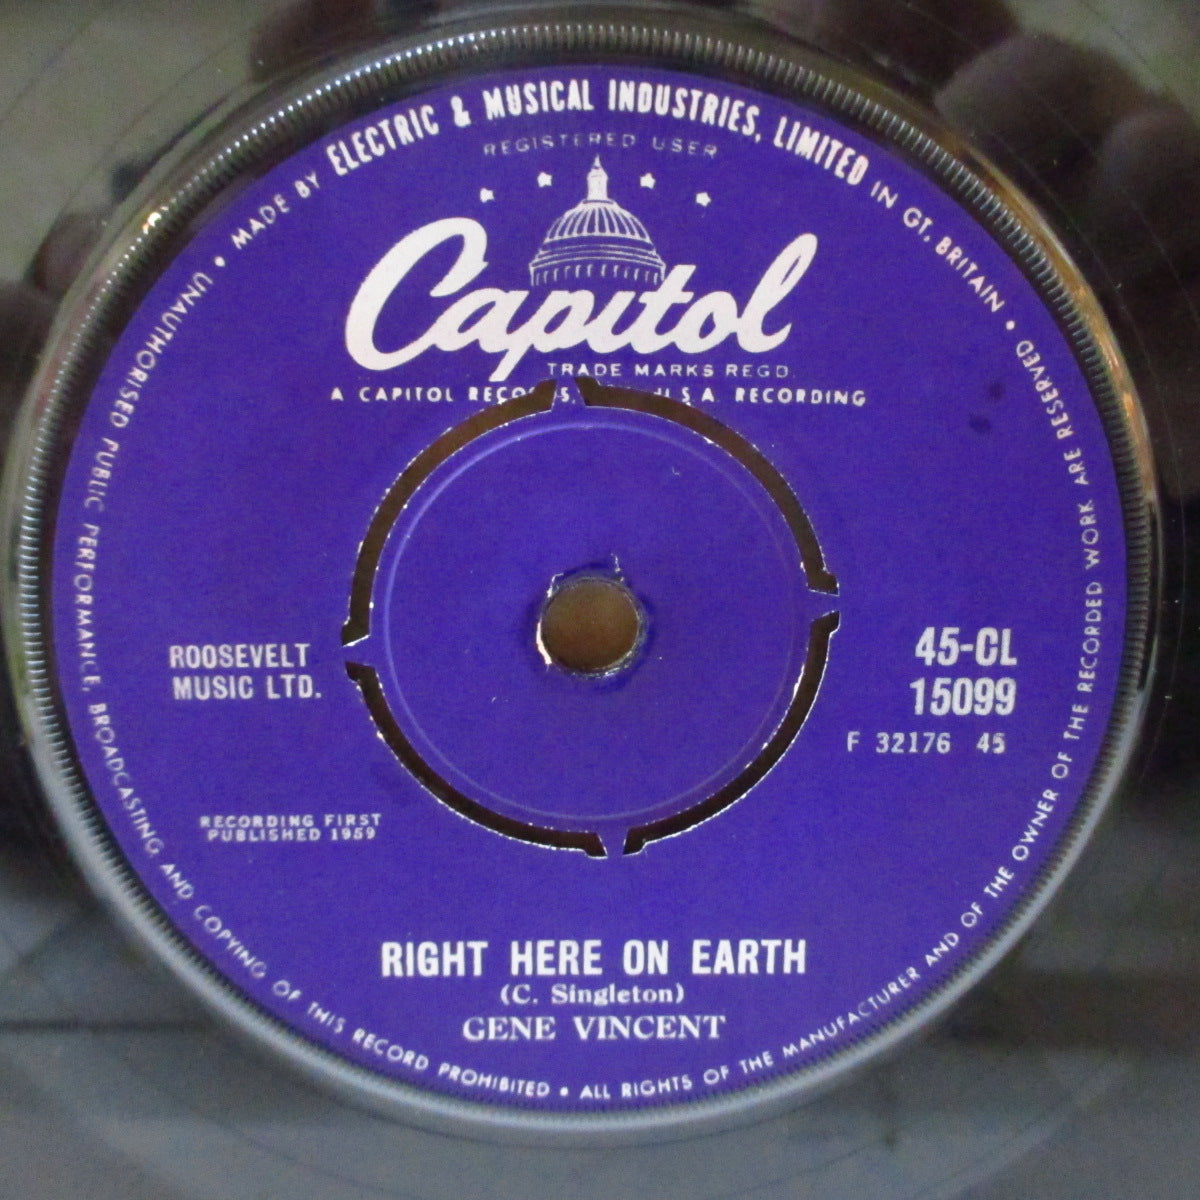 MADE BY ELECTRIC & MUSICAL INDUSTRIES, LIMITED IN GT. BRITAIN •
REGISTERED USER
Capitol
TRADE MARKS REGD.
A CAPITOL RECORDS, U.S.A. RECORDING
ROOSEVELT
MUSIC LTD.
45-CL
15099
F 32176 45
RECORDING FIRST
PUBLISHED 1959
RIGHT HERE ON EARTH
(C. Singleton)
GENE VINCENT
UNAUTHORISED PUBLIC PERFORMANCE, BROADCASTING AND COPYING OF THIS RECORD PROHIBITED • ALL RIGHTS OF THE MANUFACTURER AND OF THE OWNER OF THE RECORDED WORK ARE RESERVED •